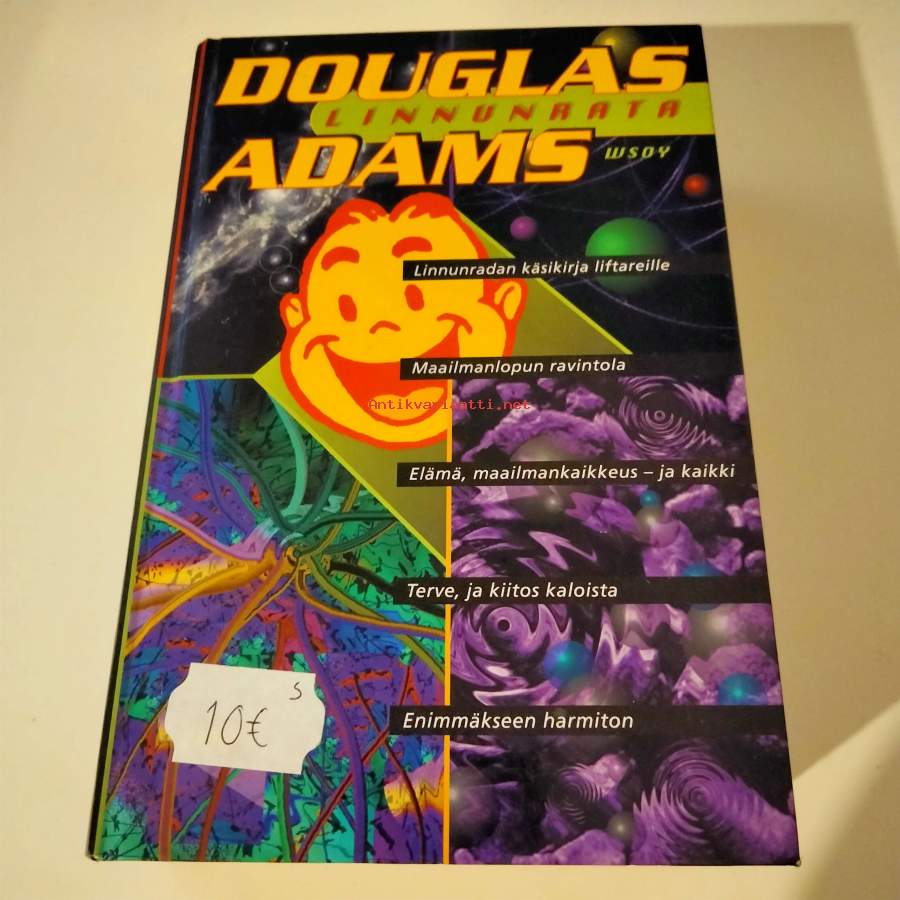 DOUGLAS
LINNUNRATA
ADAMS
WSOY
Linnunradan käsikirja liftareille
Maailmanlopun ravintola
Antikvariaatti.net
Elämä, maailmankaikkeus – ja kaikki
Terve, ja kiitos kaloista
Enimmäkseen harmiton
S
10€